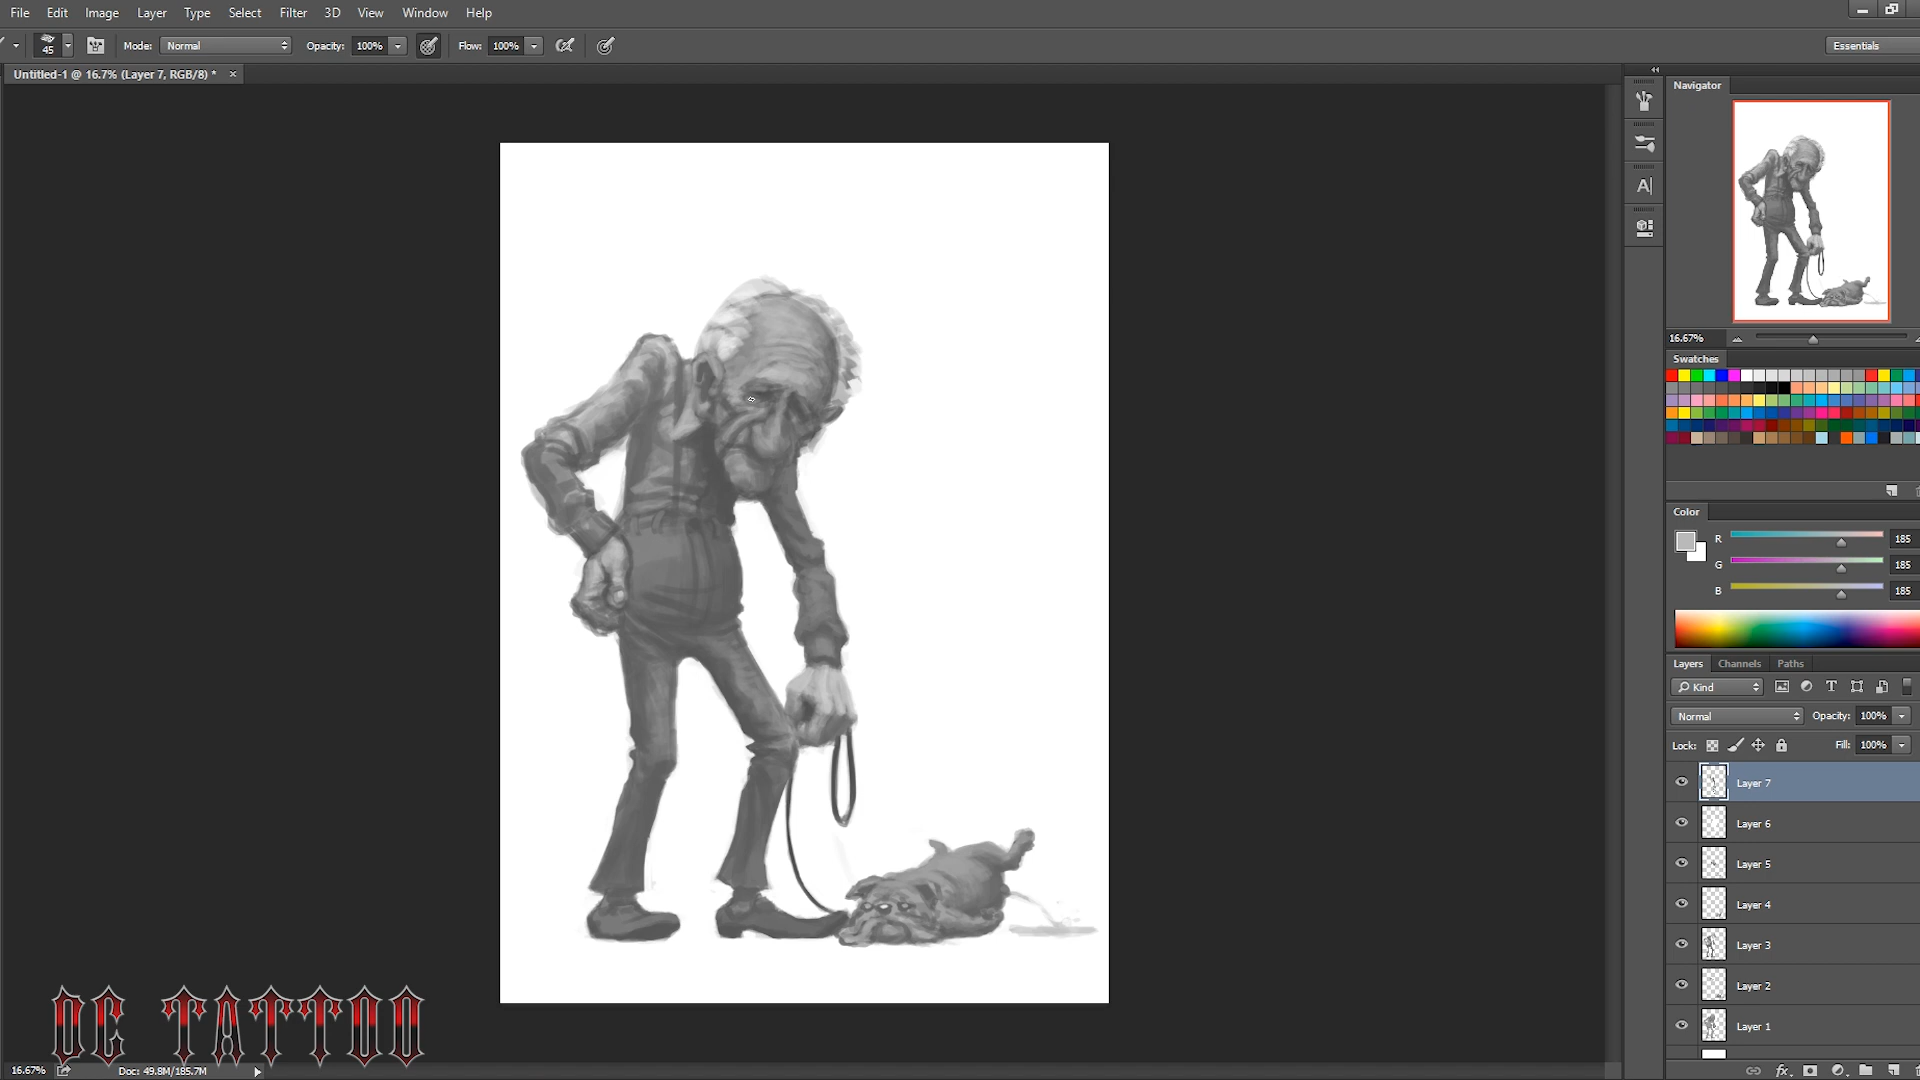 File Edit Image Layer Type Select Filter 3D View Window Help
45 Mode: Normal Opacity: 100% Flow: 100% Essentials
Untitled-1 @ 16.7% (Layer 7, RGB/8) * ×
Navigator
A|
16.67%
Swatches
Color
R 185
G 185
B 185
Layers Channels Paths
Kind T
Normal Opacity: 100%
Lock: Fill: 100%
Layer 7
Layer 6
Layer 5
Layer 4
Layer 3
Layer 2
Layer 1
DC TATTOO
16.67% Doc: 49.8M/185.7M
fx